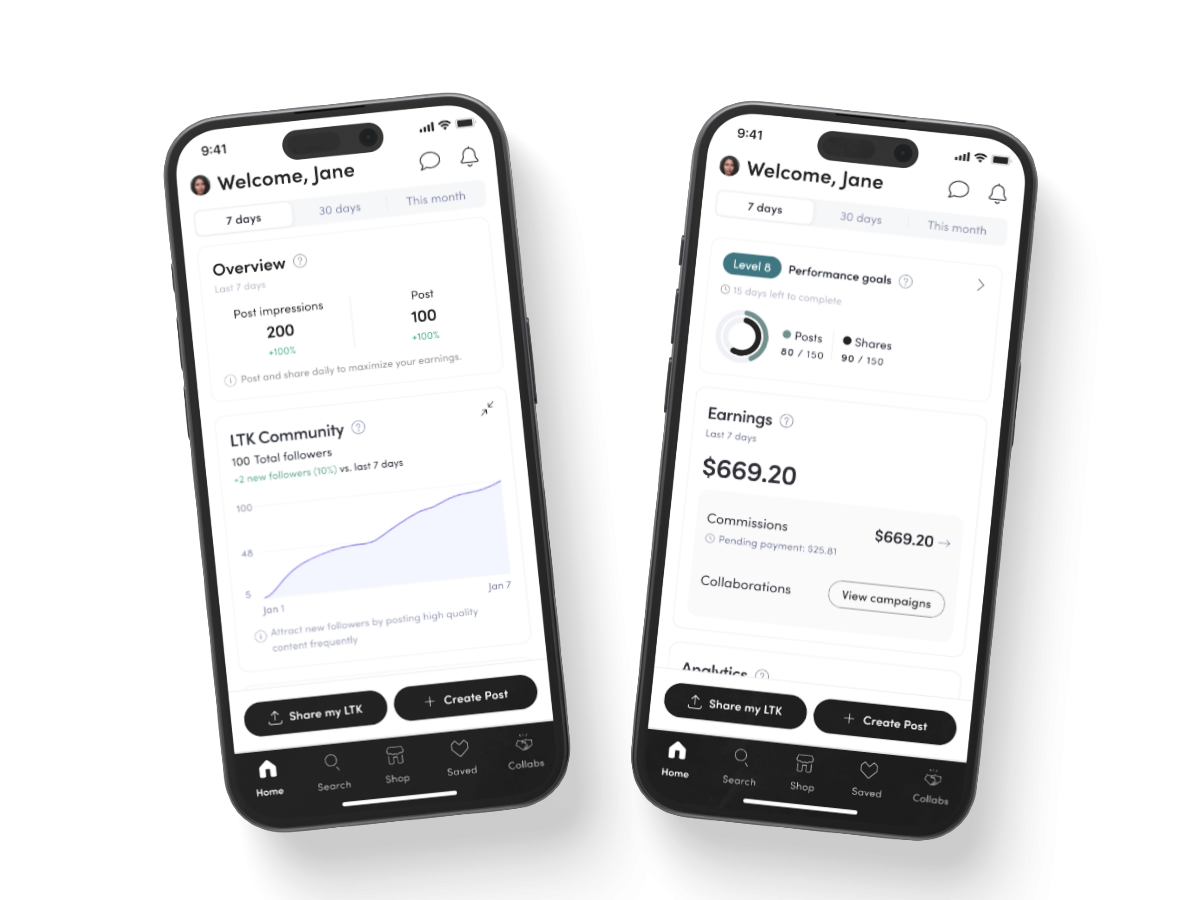 9:41
Welcome, Jane
7 days
30 days
This month
Overview
Last 7 days
Post impressions
Post
200
100
+100%
+100%
Post and share daily to maximize your earnings.
LTK Community
100 Total followers
+2 new followers (10%) vs. last 7 days
100
48
5
Jan 1
Jan 7
Attract new followers by posting high quality
content frequently
Share my LTK
+ Create Post
Home
Search
Shop
Saved
Collabs
9:41
Welcome, Jane
7 days
30 days
This month
Level 8
Performance goals
15 days left to complete
Posts
Shares
80 / 150
90 / 150
Earnings
Last 7 days
$669.20
Commissions
$669.20 →
Pending payment: $25.81
Collaborations
View campaigns
Analytics
Share my LTK
+ Create Post
Home
Search
Shop
Saved
Collabs